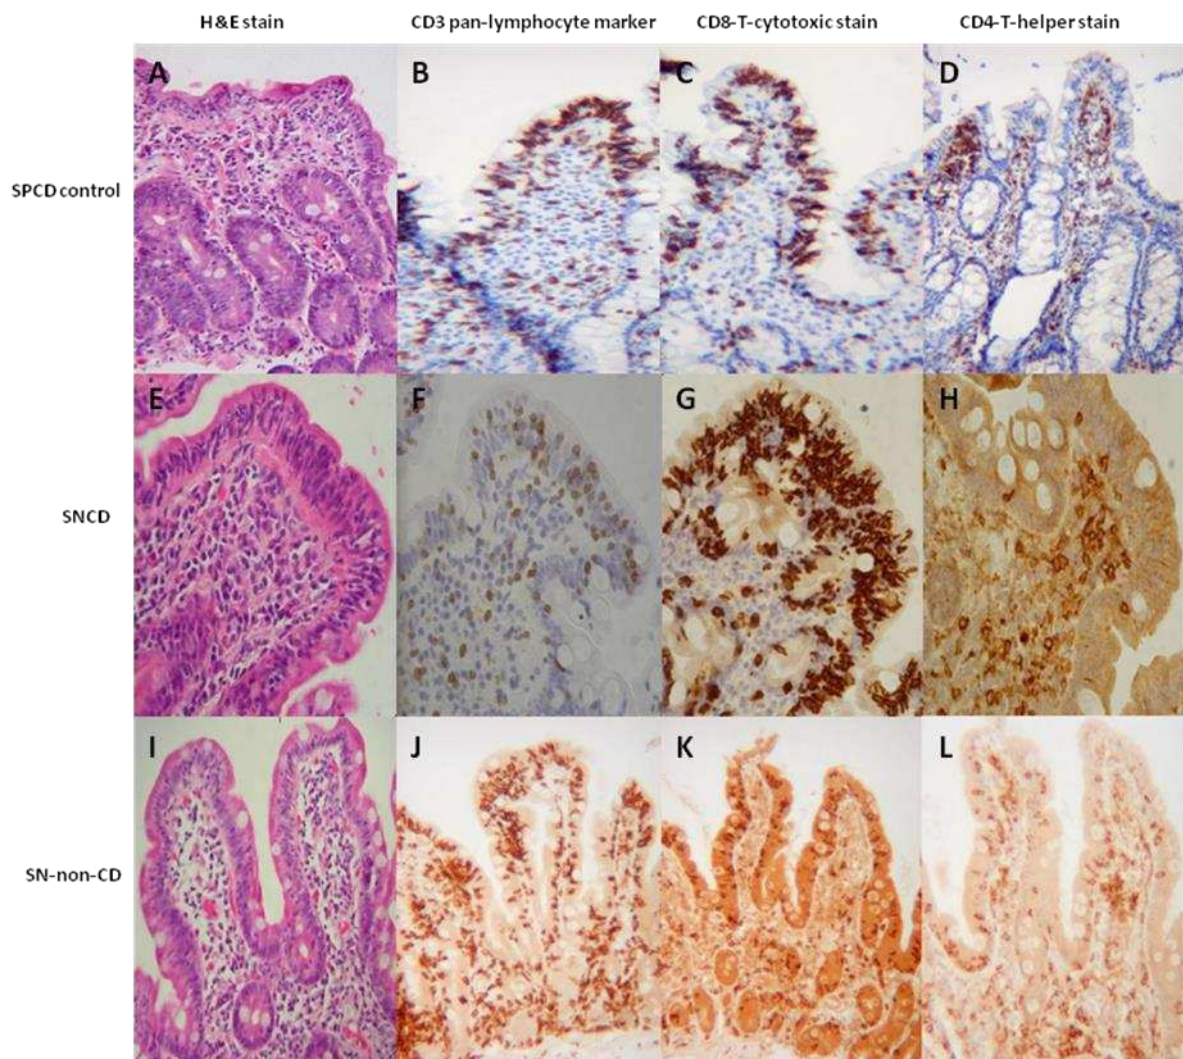 H&E stain CD3 pan-lymphocyte marker CD8-T-cytotoxic stain CD4-T-helper stain
SPCD control
A B C D
SNCD
E F G H
SN-non-CD
I J K L